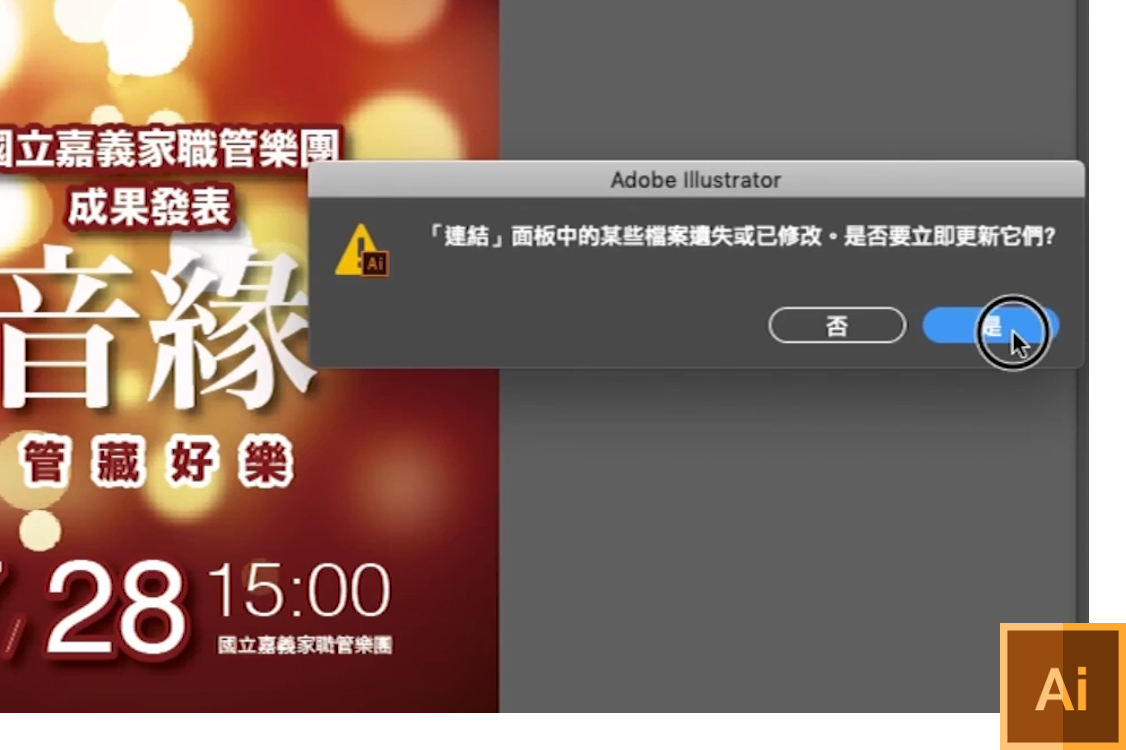 國立嘉義家職管樂團
成果發表
音緣
管藏好樂
28 15:00
國立嘉義家職管樂團
Adobe Illustrator
「連結」面板中的某些檔案遺失或已修改。是否要立即更新它們?
Ai
否 是
Ai